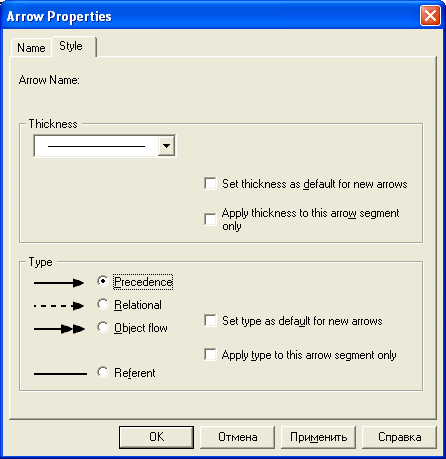 Arrow Properties
Name
Style
Arrow Name:
Thickness
Set thickness as default for new arrows
Apply thickness to this arrow segment
only
Type
Precedence
Relational
Object flow
Set type as default for new arrows
Apply type to this arrow segment only
Referent
OK
Отмена
Применить
Справка